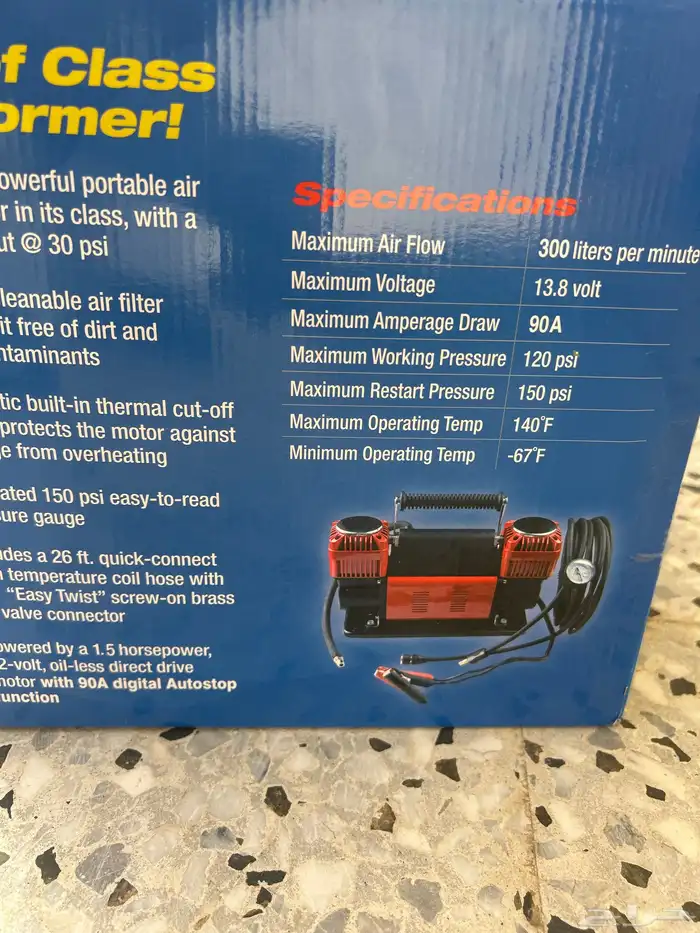 f Class
ormer!
owerful portable air
r in its class, with a
ut @ 30 psi
leanable air filter
it free of dirt and
ntaminants
tic built-in thermal cut-off
protects the motor against
e from overheating
ated 150 psi easy-to-read
sure gauge
udes a 26 ft. quick-connect
temperature coil hose with
"Easy Twist" screw-on brass
valve connector
owered by a 1.5 horsepower,
2-volt, oil-less direct drive
motor with 90A digital Autostop
unction
Specifications
Maximum Air Flow 300 liters per minute
Maximum Voltage 13.8 volt
Maximum Amperage Draw 90A
Maximum Working Pressure 120 psi
Maximum Restart Pressure 150 psi
Maximum Operating Temp 140°F
Minimum Operating Temp -67°F